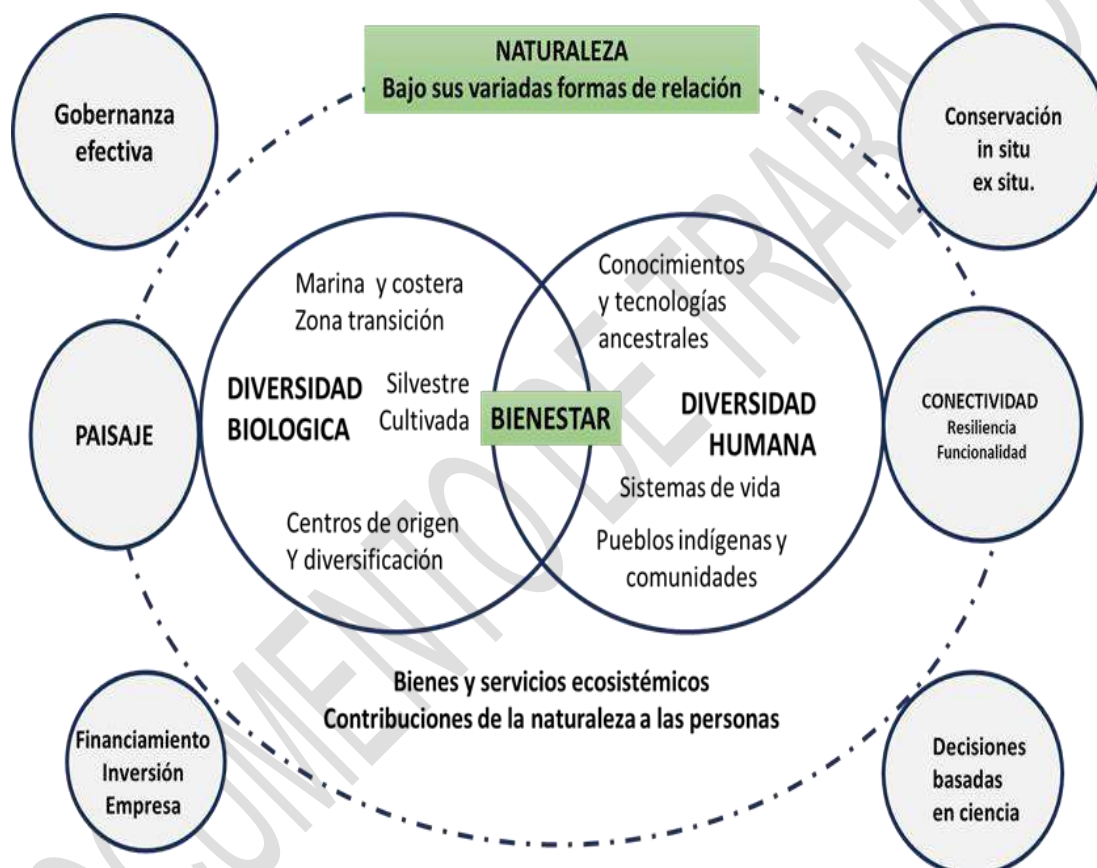 NATURALEZA
Bajo sus variadas formas de relación
Gobernanza
efectiva
Conservación
in situ
ex situ.
Marina y costera
Zona transición
Conocimientos
y tecnologías
ancestrales
PAISAJE
DIVERSIDAD
BIOLOGICA
Silvestre
Cultivada
BIENESTAR
DIVERSIDAD
HUMANA
CONECTIVIDAD
Resiliencia
Funcionalidad
Centros de origen
Y diversificación
Sistemas de vida
Pueblos indígenas y
comunidades
Bienes y servicios ecosistémicos
Contribuciones de la naturaleza a las personas
Financiamiento
Inversión
Empresa
Decisiones
basadas
en ciencia
OCUMENTO DE TRABAJO